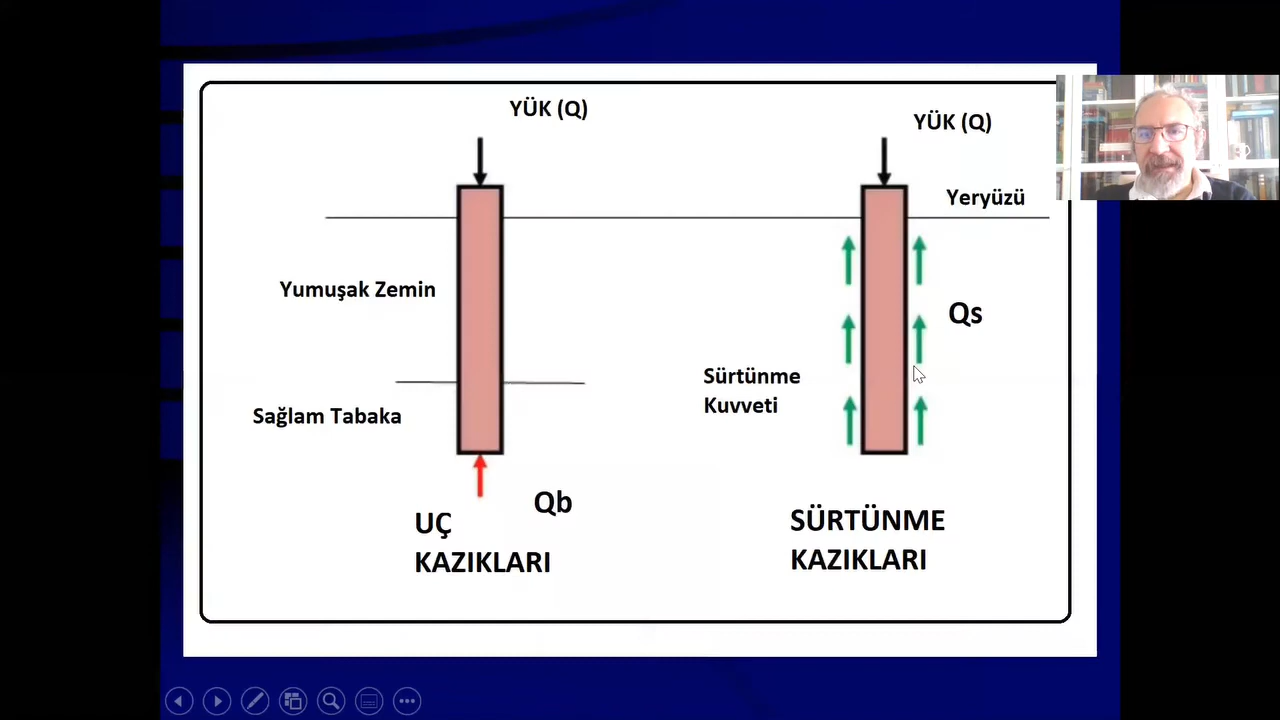 YÜK (Q)
YÜK (Q)
Yeryüzü
Yumuşak Zemin
Qs
Sürtünme
Kuvveti
Sağlam Tabaka
Qb
UÇ
KAZIKLARI
SÜRTÜNME
KAZIKLARI